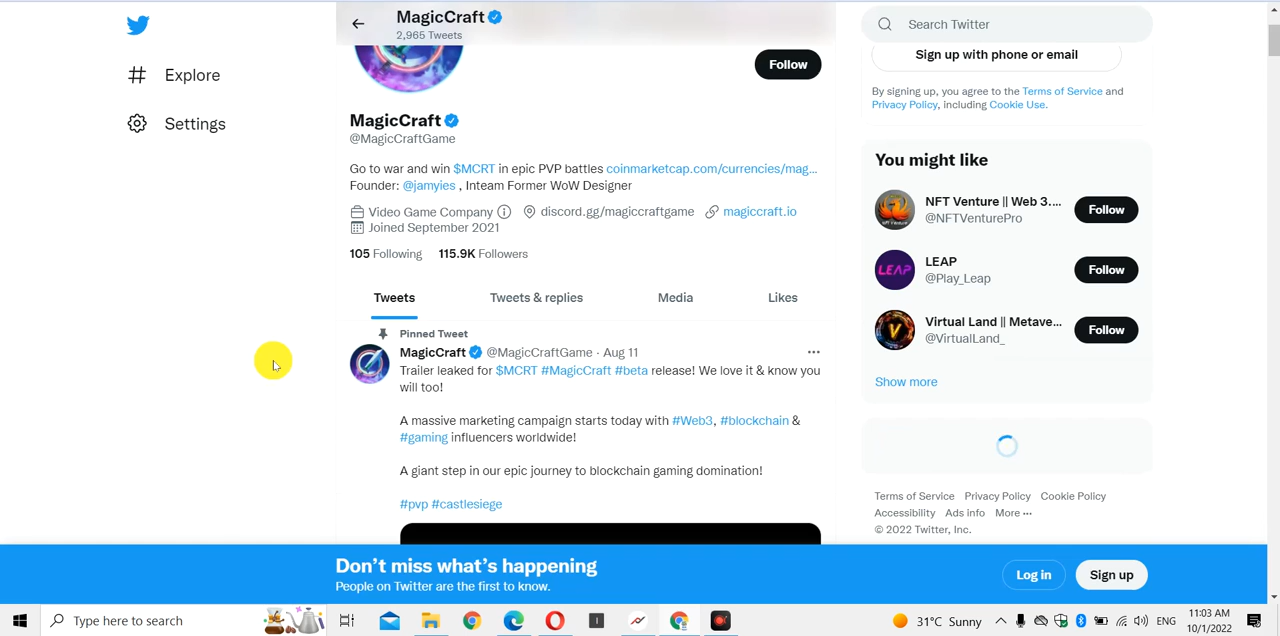 MagicCraft
2,965 Tweets
Search Twitter
Explore
Settings
Follow
Sign up with phone or email
By signing up, you agree to the Terms of Service and
Privacy Policy, including Cookie Use.
MagicCraft
@MagicCraftGame
Go to war and win $MCRT in epic PVP battles coinmarketcap.com/currencies/mag…
Founder: @jamyies , Inteam Former WoW Designer
Video Game Company discord.gg/magiccraftgame magiccraft.io
Joined September 2021
105 Following 115.9K Followers
Tweets Tweets & replies Media Likes
Pinned Tweet
MagicCraft @MagicCraftGame · Aug 11
Trailer leaked for $MCRT #MagicCraft #beta release! We love it & know you
will too!
A massive marketing campaign starts today with #Web3, #blockchain &
#gaming influencers worldwide!
A giant step in our epic journey to blockchain gaming domination!
#pvp #castlesiege
You might like
NFT Venture || Web 3....
@NFTVenturePro
Follow
LEAP
LEAP
@Play_Leap
Follow
V
Virtual Land || Metave...
@VirtualLand_
Follow
Show more
Terms of Service Privacy Policy Cookie Policy
Accessibility Ads info More ···
© 2022 Twitter, Inc.
Don't miss what's happening
People on Twitter are the first to know.
Log in
Sign up
Type here to search
31°C Sunny
ENG
11:03 AM
10/1/2022